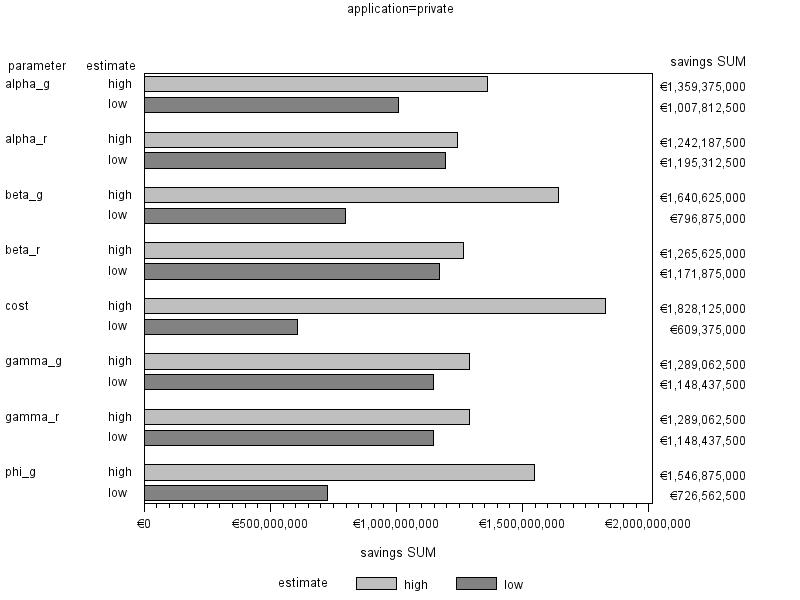 application=private
savings SUM
parameter estimate
alpha_g high €1,359,375,000
low €1,007,812,500
alpha_r high €1,242,187,500
low €1,195,312,500
beta_g high €1,640,625,000
low €796,875,000
beta_r high €1,265,625,000
low €1,171,875,000
cost high €1,828,125,000
low €609,375,000
gamma_g high €1,289,062,500
low €1,148,437,500
gamma_r high €1,289,062,500
low €1,148,437,500
phi_g high €1,546,875,000
low €726,562,500
€0 €500,000,000 €1,000,000,000 €1,500,000,000 €2,000,000,000
savings SUM
estimate high low